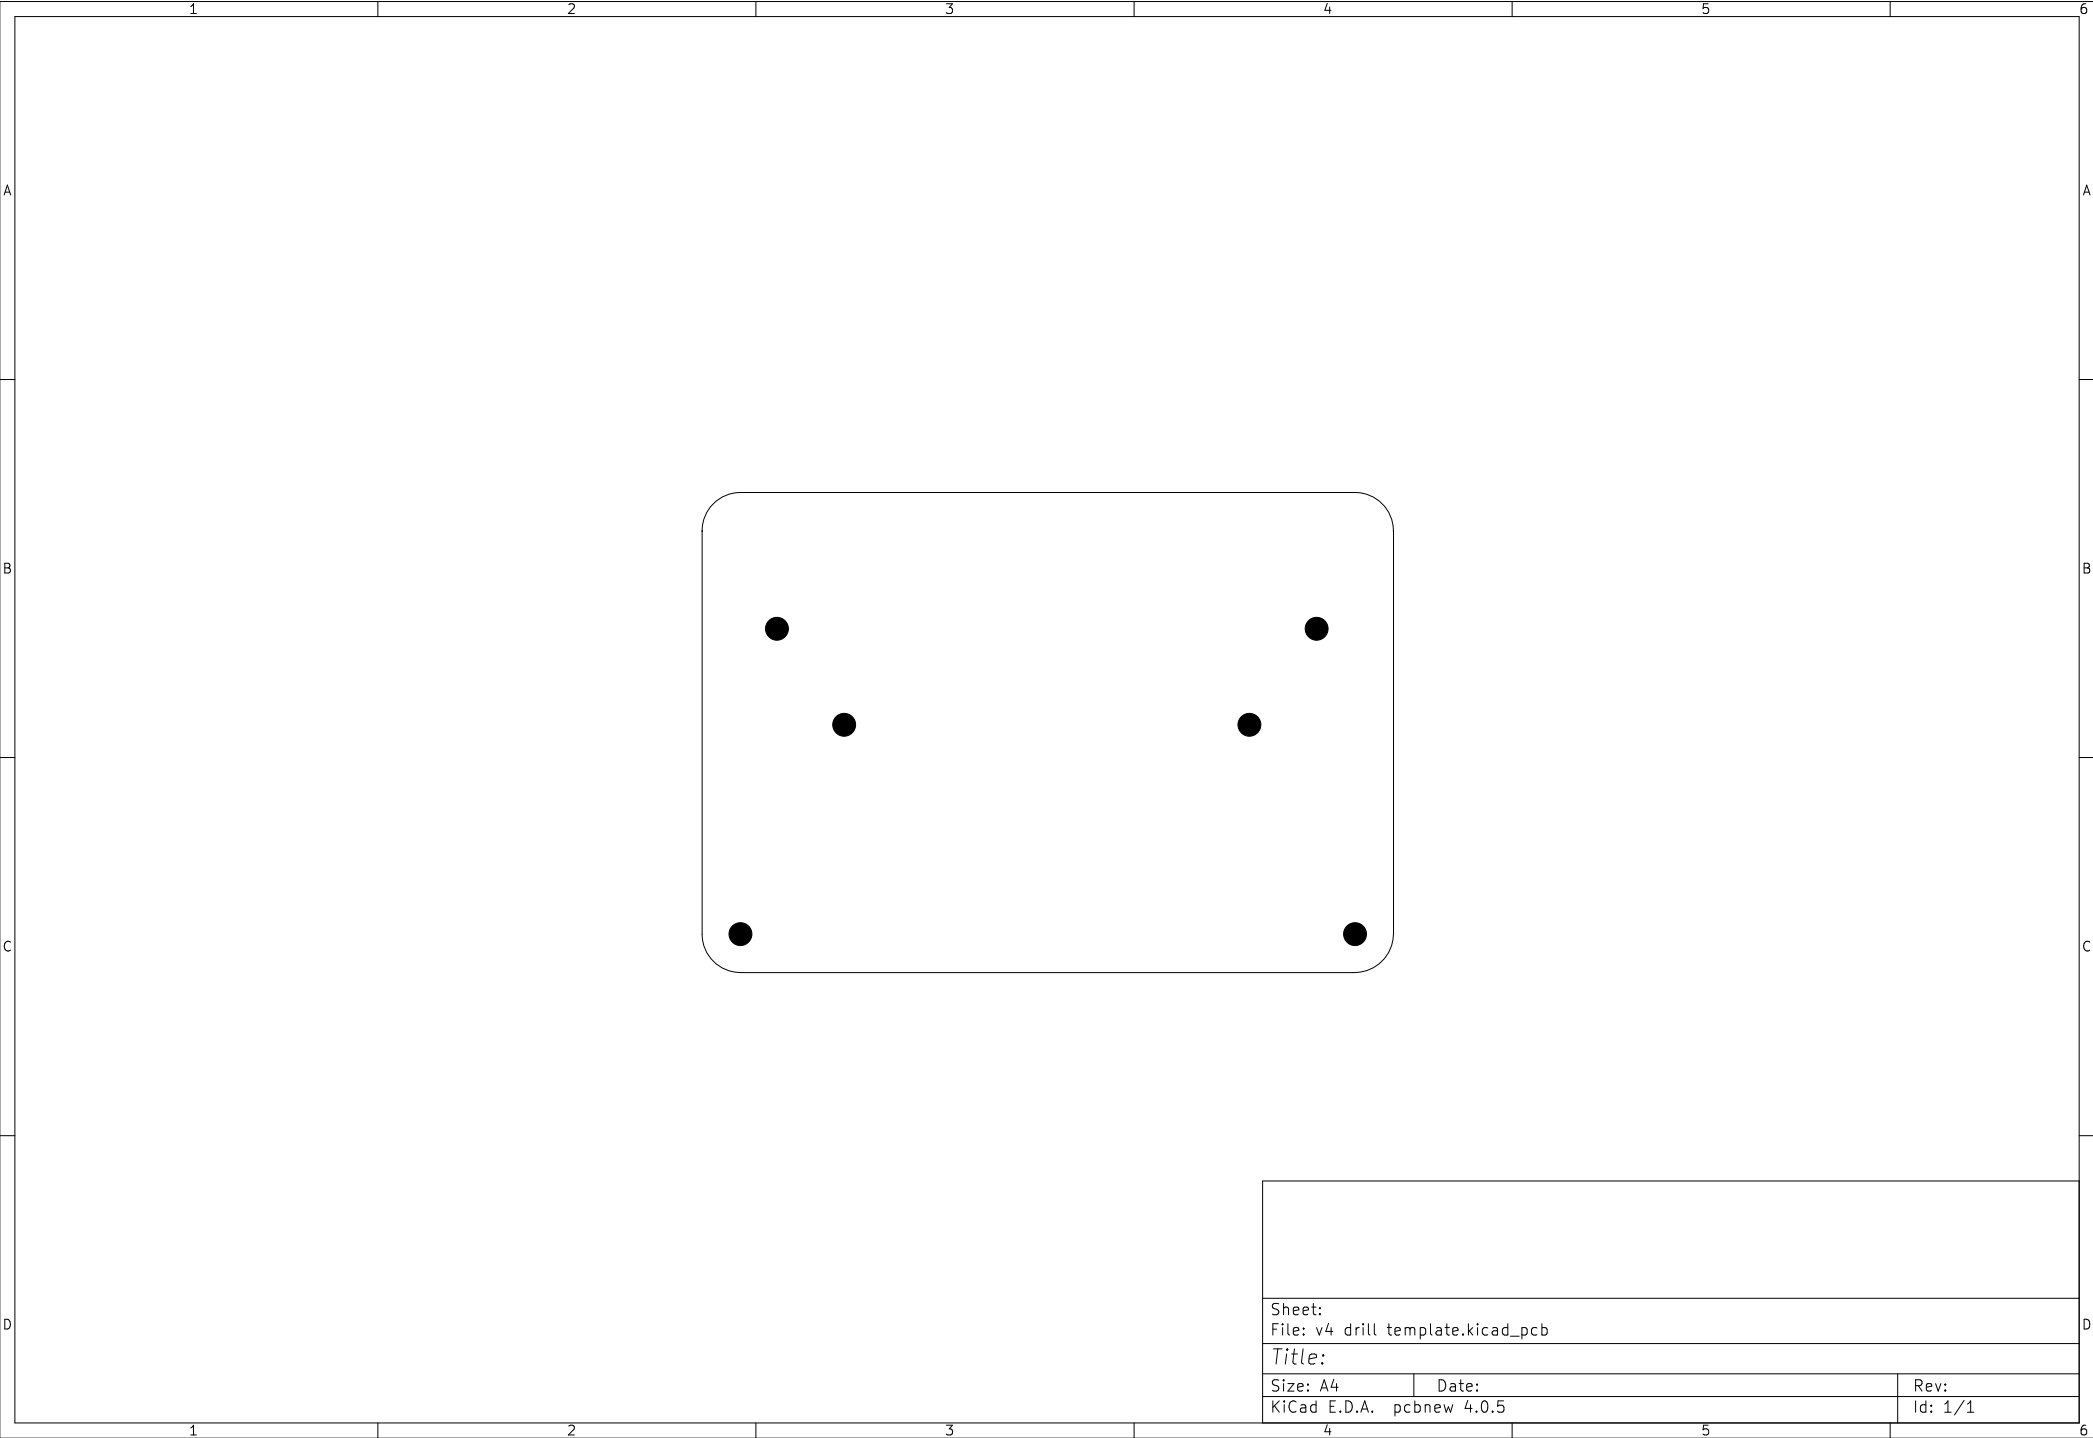 1 2 3 4 5 6
A A
B B
C C
Sheet:
File: v4 drill template.kicad_pcb
D D
Title:
Size: A4 Date: Rev:
KiCad E.D.A. pcbnew 4.0.5 Id: 1/1
1 2 3 4 5 6